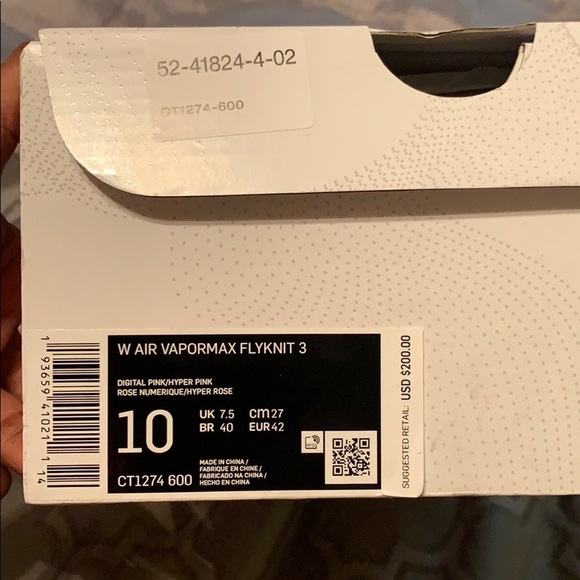 52-41824-4-02
CT1274-600
W AIR VAPORMAX FLYKNIT 3
DIGITAL PINK/HYPER PINK
ROSE NUMERIQUE/HYPER ROSE
10
UK 7.5 CM 27
BR 40 EUR 42
MADE IN CHINA /
FABRIQUE EN CHINE /
FABRICADO NA CHINA /
HECHO EN CHINA
CT1274 600
1 93659 41021 1 14
SUGGESTED RETAIL: USD $200.00